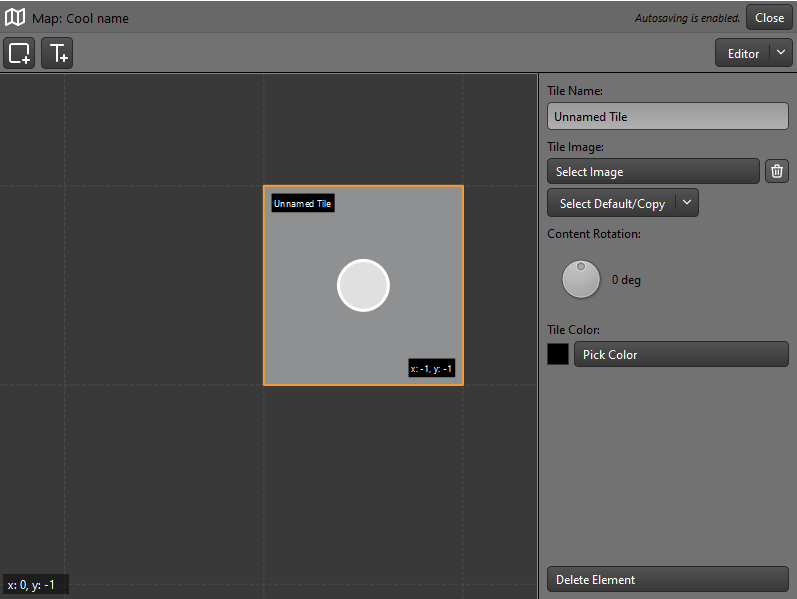 Map: Cool name
Autosaving is enabled.
Close
Editor
Tile Name:
Unnamed Tile
Tile Image:
Select Image
Select Default/Copy
Content Rotation:
0 deg
Tile Color:
Pick Color
Unnamed Tile
x: -1, y: -1
x: 0, y: -1
Delete Element